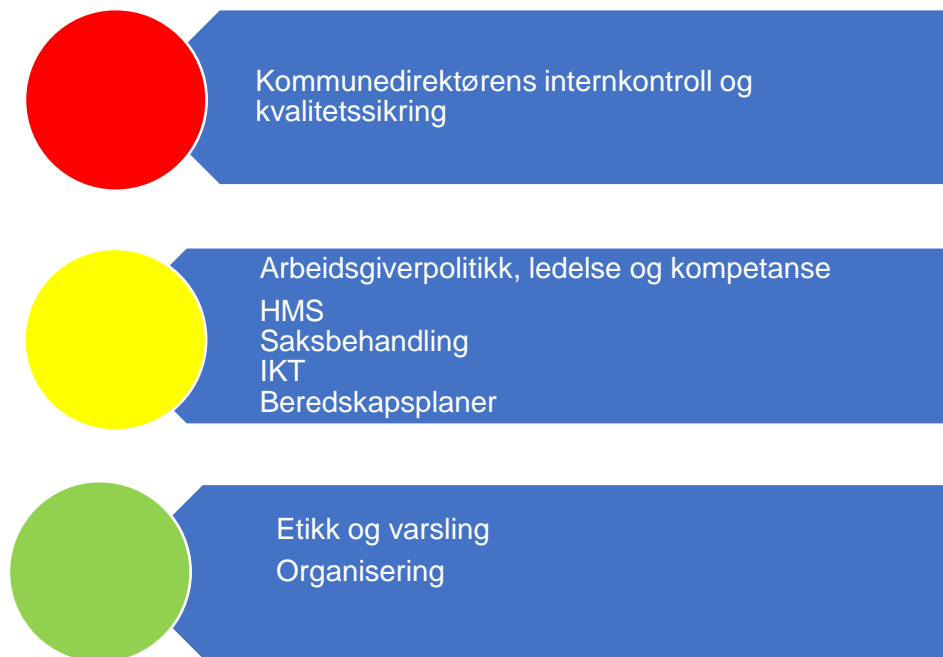 Kommunedirektørens internkontroll og
kvalitetssikring
Arbeidsgiverpolitikk, ledelse og kompetanse
HMS
Saksbehandling
IKT
Beredskapsplaner
Etikk og varsling
Organisering